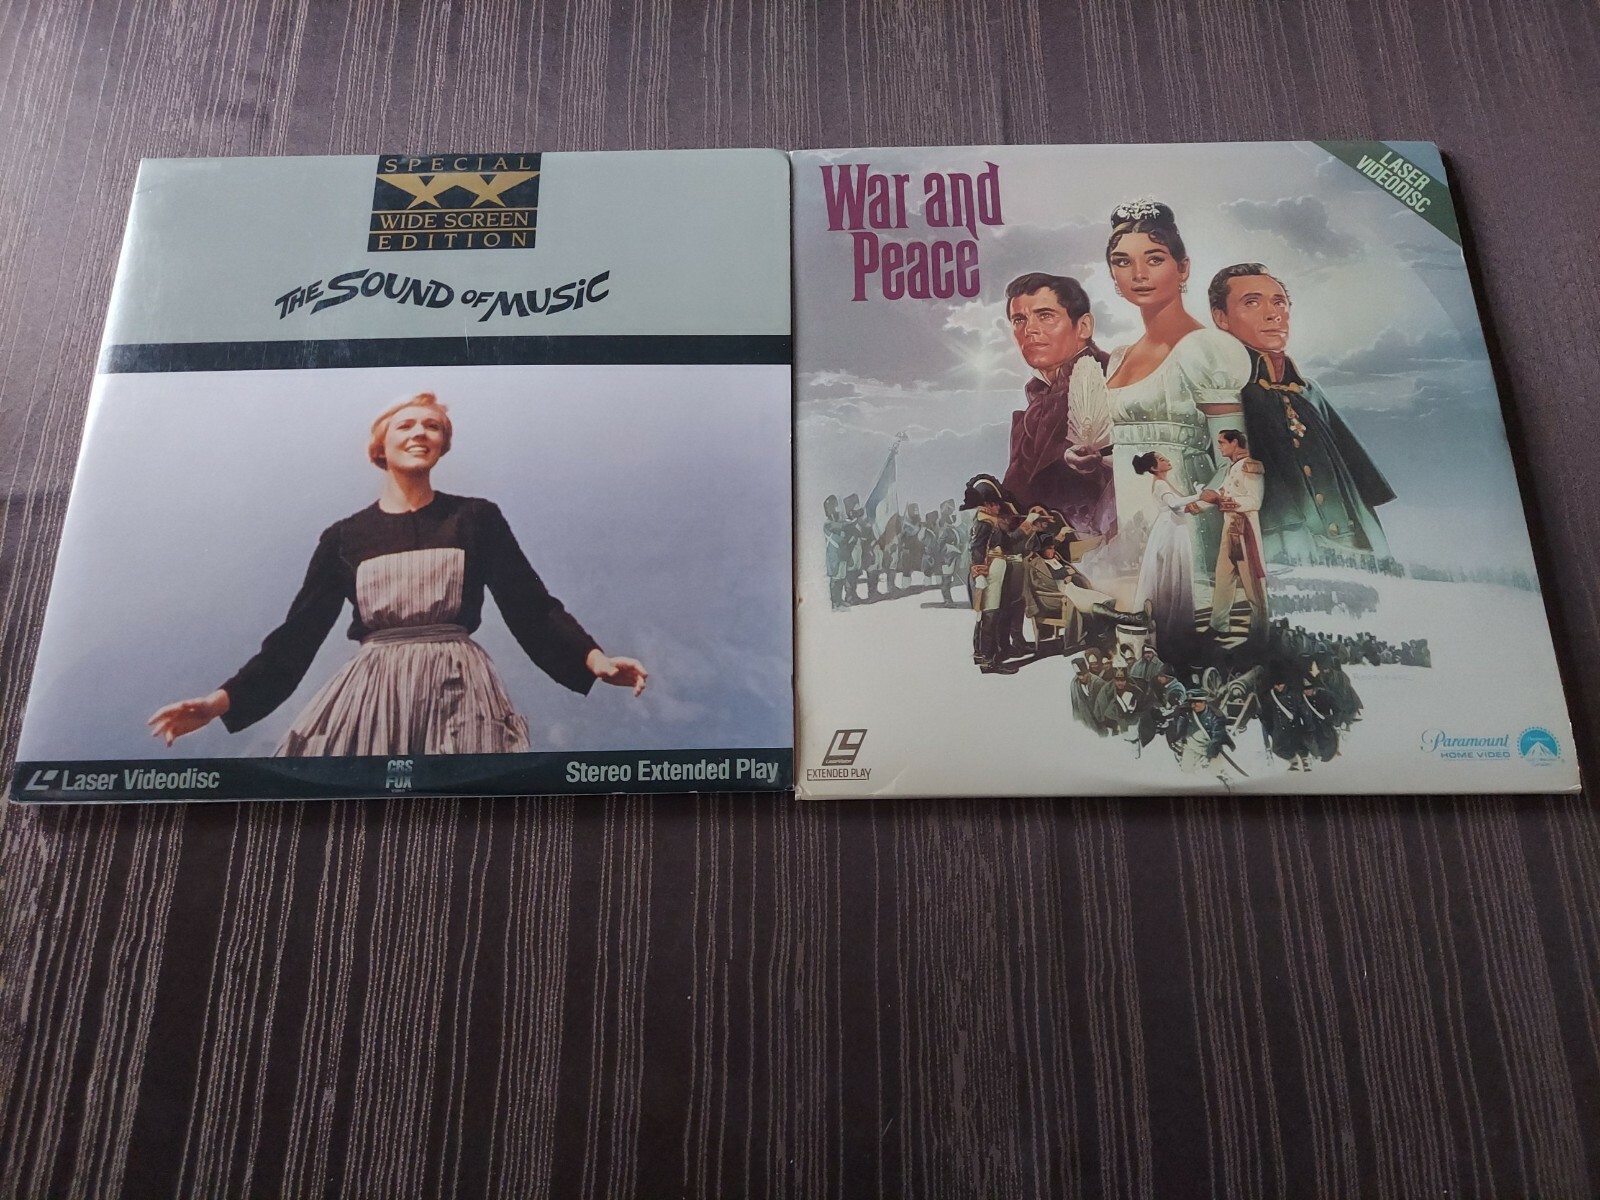 SPECIAL
WIDE SCREEN
EDITION
THE SOUND OF MUSIC
Laser Videodisc
CBS
FOX
Stereo Extended Play
War and
Peace
LASER
VIDEODISC
LaserVision
EXTENDED PLAY
Paramount
HOME VIDEO